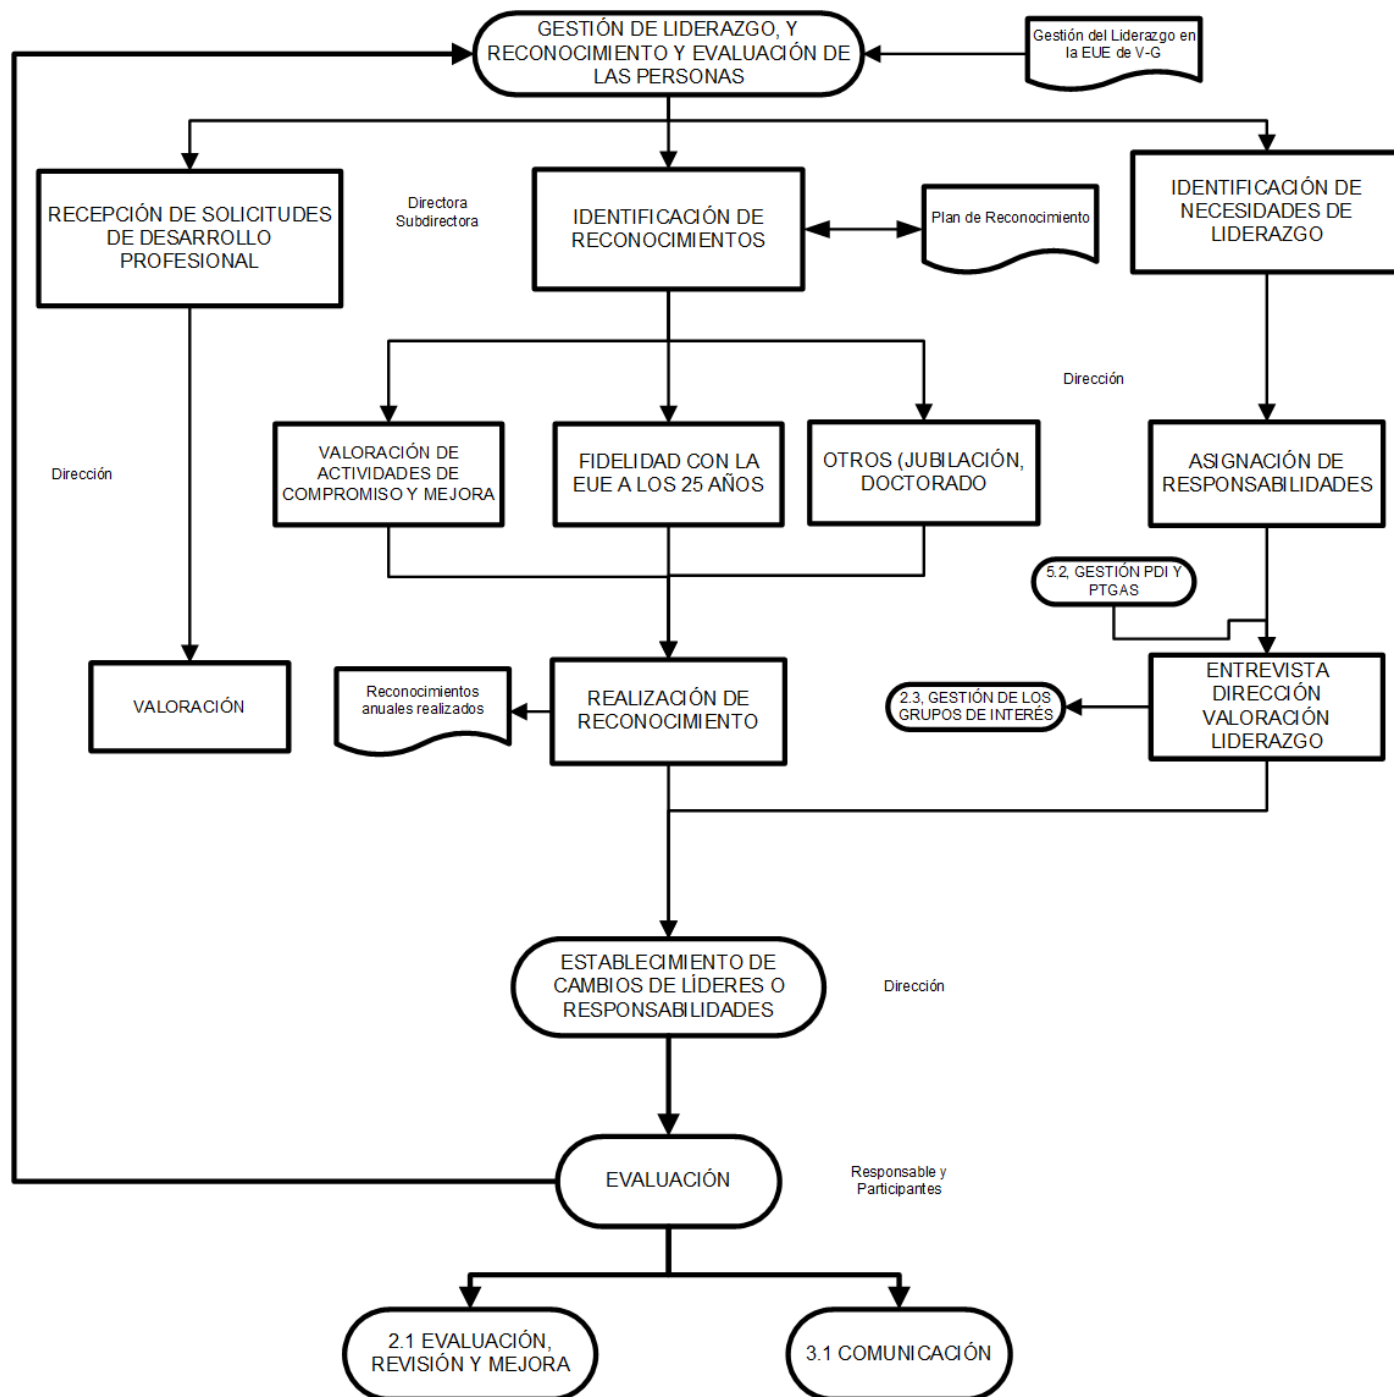 GESTIÓN DE LIDERAZGO, Y
RECONOCIMIENTO Y EVALUACIÓN DE
LAS PERSONAS
Gestión del Liderazgo en
la EUE de V-G
RECEPCIÓN DE SOLICITUDES
DE DESARROLLO
PROFESIONAL
Directora
Subdirectora
IDENTIFICACIÓN DE
RECONOCIMIENTOS
Plan de Reconocimiento
IDENTIFICACIÓN DE
NECESIDADES DE
LIDERAZGO
Dirección
Dirección
VALORACIÓN DE
ACTIVIDADES DE
COMPROMISO Y MEJORA
FIDELIDAD CON LA
EUE A LOS 25 AÑOS
OTROS (JUBILACIÓN,
DOCTORADO
ASIGNACIÓN DE
RESPONSABILIDADES
5.2, GESTIÓN PDI Y
PTGAS
VALORACIÓN
Reconocimientos
anuales realizados
REALIZACIÓN DE
RECONOCIMIENTO
2.3, GESTIÓN DE LOS
GRUPOS DE INTERÉS
ENTREVISTA
DIRECCIÓN
VALORACIÓN
LIDERAZGO
ESTABLECIMIENTO DE
CAMBIOS DE LÍDERES O
RESPONSABILIDADES
Dirección
EVALUACIÓN
Responsable y
Participantes
2.1 EVALUACIÓN,
REVISIÓN Y MEJORA
3.1 COMUNICACIÓN